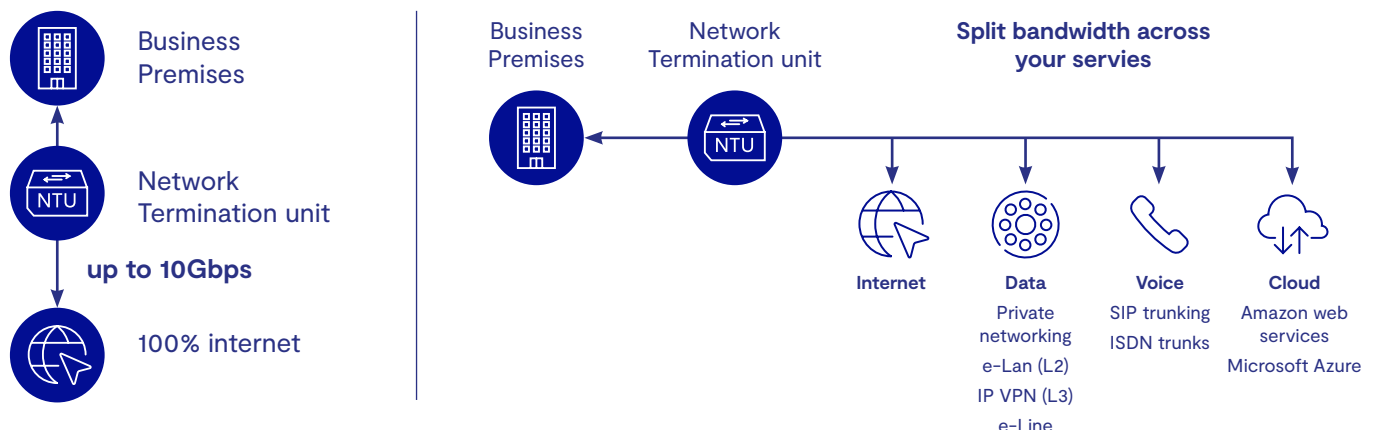 Business
Premises
NTU
Network
Termination unit
up to 10Gbps
100% internet
Business
Premises
Network
Termination unit
Split bandwidth across
your servies
NTU
Internet
Data
Private
networking
e-Lan (L2)
IP VPN (L3)
e-Line
Voice
SIP trunking
ISDN trunks
Cloud
Amazon web
services
Microsoft Azure